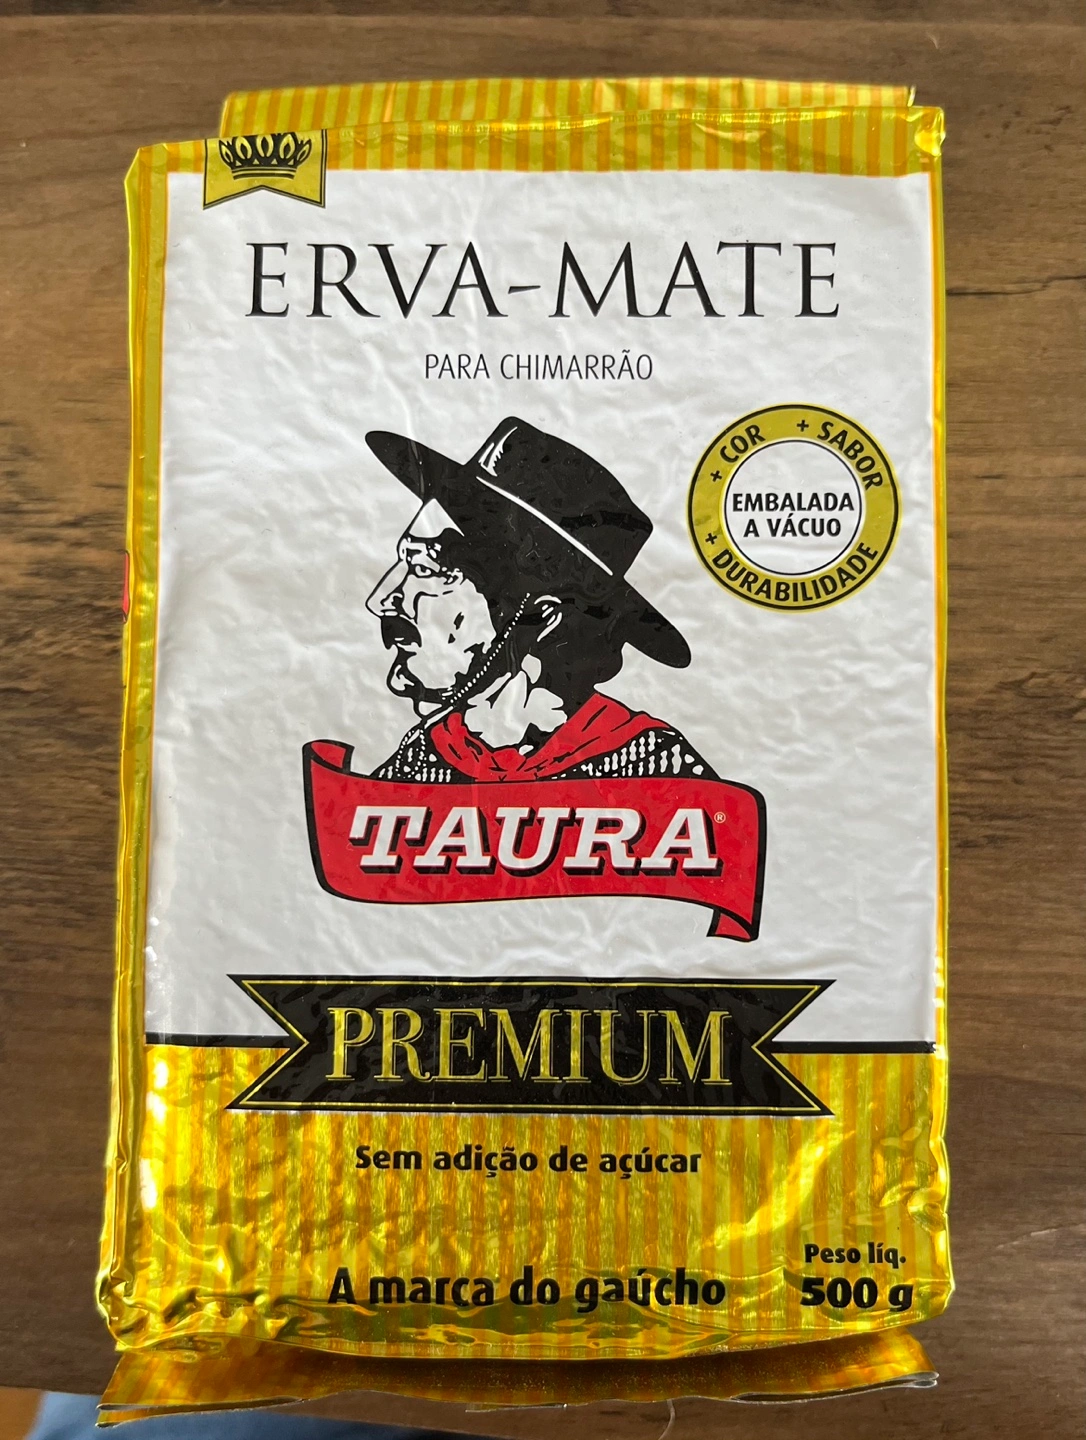 ERVA-MATE
PARA CHIMARRÃO
+ COR + SABOR
EMBALADA
A VÁCUO
+ DURABILIDADE
TAURA®
PREMIUM
Sem adição de açúcar
Peso líq.
A marca do gaúcho
500 g